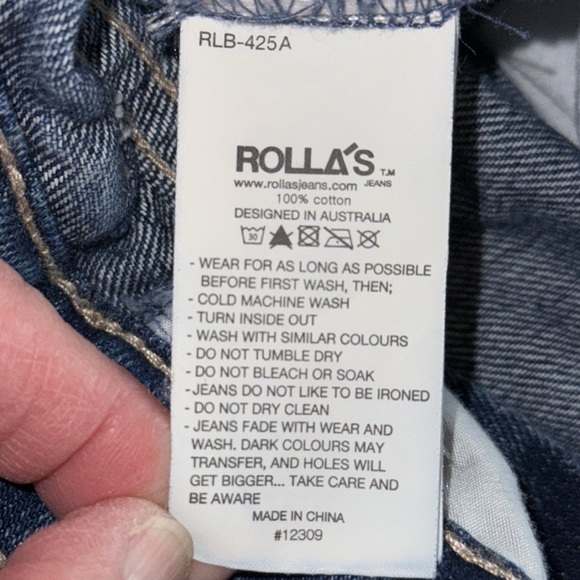 RLB-425A
ROLLA'S T.M
www.rollasjeans.com JEANS
100% cotton
DESIGNED IN AUSTRALIA
30
- WEAR FOR AS LONG AS POSSIBLE
BEFORE FIRST WASH, THEN;
- COLD MACHINE WASH
- TURN INSIDE OUT
- WASH WITH SIMILAR COLOURS
- DO NOT TUMBLE DRY
- DO NOT BLEACH OR SOAK
-JEANS DO NOT LIKE TO BE IRONED
- DO NOT DRY CLEAN
- JEANS FADE WITH WEAR AND
WASH. DARK COLOURS MAY
TRANSFER, AND HOLES WILL
GET BIGGER... TAKE CARE AND
BE AWARE
MADE IN CHINA
#12309